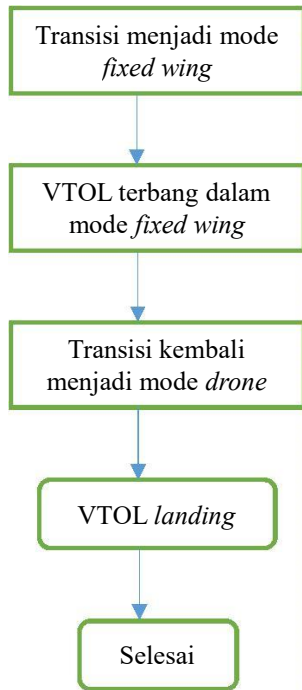 Transisi menjadi mode
fixed wing
VTOL terbang dalam
mode fixed wing
Transisi kembali
menjadi mode drone
VTOL landing
Selesai